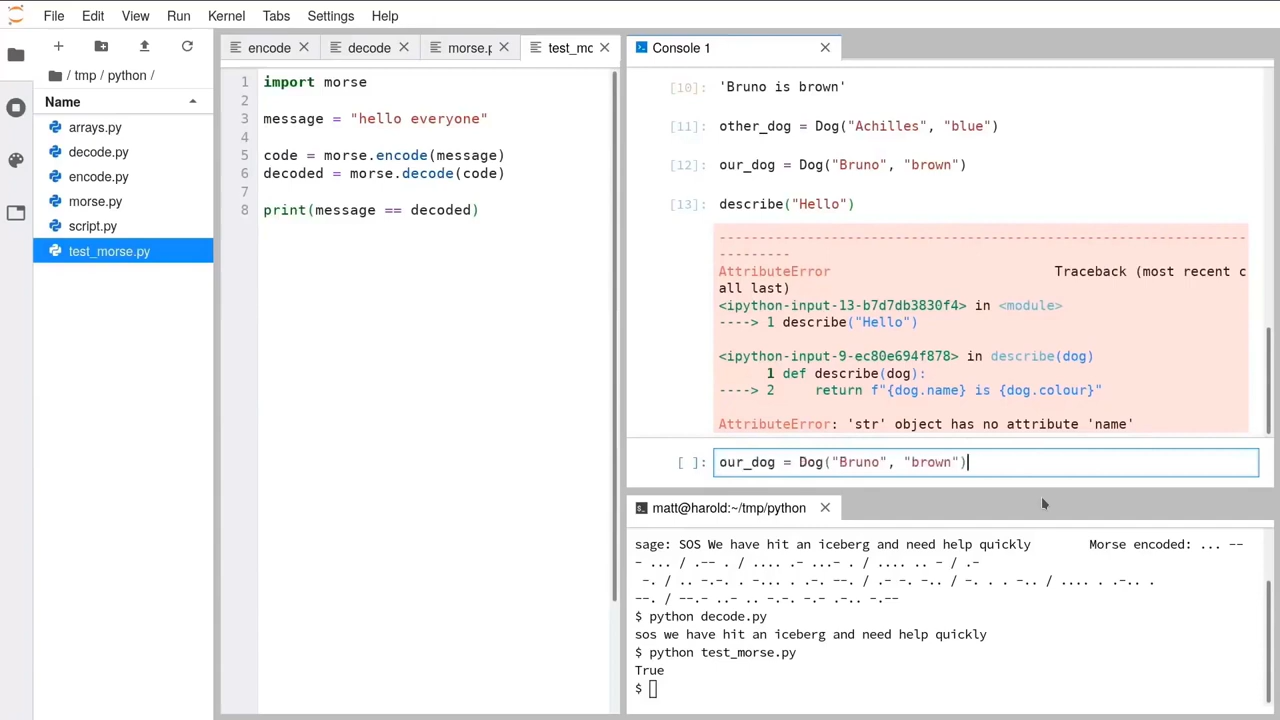 File Edit View Run Kernel Tabs Settings Help
/ tmp / python /
Name
arrays.py
decode.py
encode.py
morse.py
script.py
test_morse.py
encode decode morse.p test_mo
1 import morse
2
3 message = "hello everyone"
4
5 code = morse.encode(message)
6 decoded = morse.decode(code)
7
8 print(message == decoded)
Console 1
[10]: 'Bruno is brown'
[11]: other_dog = Dog("Achilles", "blue")
[12]: our_dog = Dog("Bruno", "brown")
[13]: describe("Hello")
---------------------------------------------------------------------------
AttributeError Traceback (most recent c
all last)
<ipython-input-13-b7d7db3830f4> in <module>
----> 1 describe("Hello")
<ipython-input-9-ec80e694f878> in describe(dog)
1 def describe(dog):
----> 2 return f"{dog.name} is {dog.colour}"
AttributeError: 'str' object has no attribute 'name'
[ ]: our_dog = Dog("Bruno", "brown")
matt@harold:~/tmp/python
sage: SOS We have hit an iceberg and need help quickly Morse encoded: ... --
- ... / .-- . / .... .- ...- . / .... .. - / .-
-. / .. -.-. . -... . .-. --. / .- -. -.. / -. . . -.. / .... . .-.. .
--. / --.- ..- .. -.-. -.- .-.. -.--
$ python decode.py
sos we have hit an iceberg and need help quickly
$ python test_morse.py
True
$